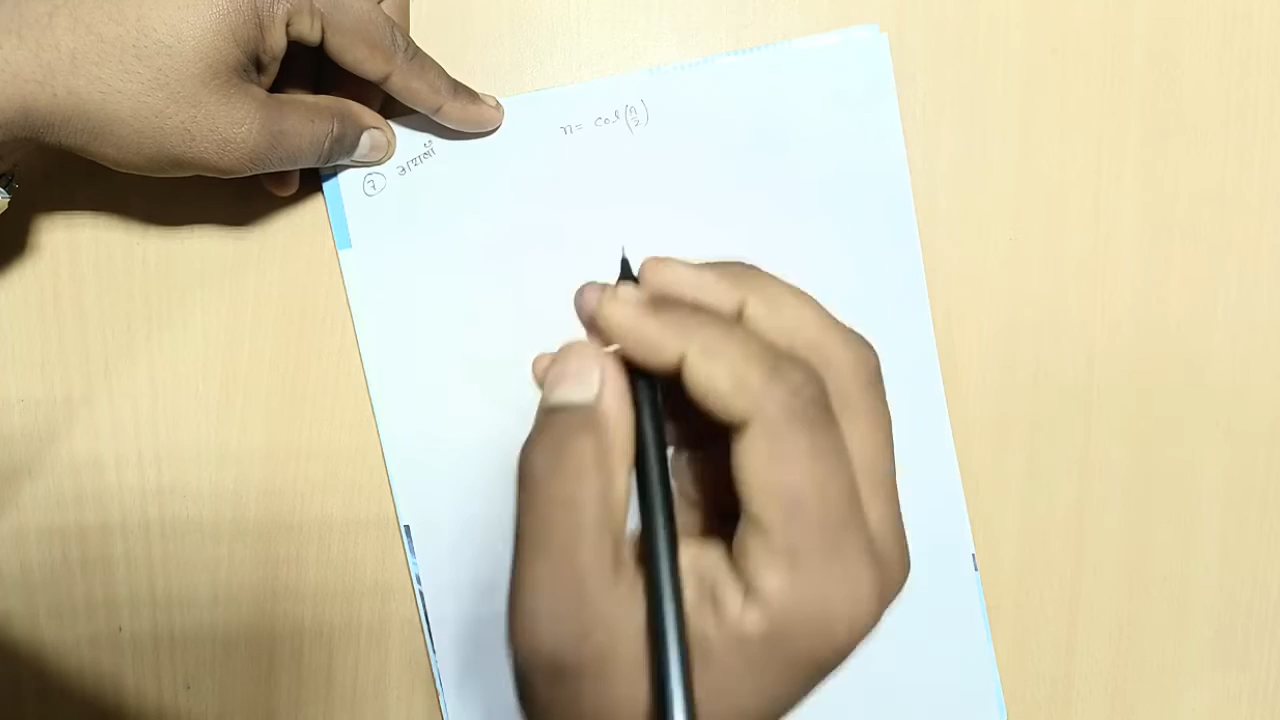 n = cos(n/2)
7